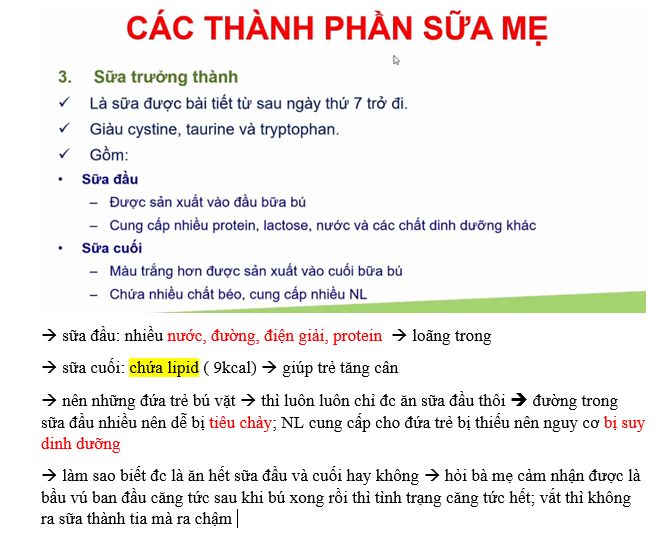 CÁC THÀNH PHẦN SỮA MẸ
3. Sữa trưởng thành
✓ Là sữa được bài tiết từ sau ngày thứ 7 trở đi.
✓ Giàu cystine, taurine và tryptophan.
✓ Gồm:
• Sữa đầu
– Được sản xuất vào đầu bữa bú
– Cung cấp nhiều protein, lactose, nước và các chất dinh dưỡng khác
• Sữa cuối
– Màu trắng hơn được sản xuất vào cuối bữa bú
– Chứa nhiều chất béo, cung cấp nhiều NL
→ sữa đầu: nhiều nước, đường, điện giải, protein → loãng trong
→ sữa cuối: chứa lipid ( 9kcal) → giúp trẻ tăng cân
→ nên những đứa trẻ bú vặt → thì luôn luôn chỉ đc ăn sữa đầu thôi → đường trong
sữa đầu nhiều nên dễ bị tiêu chảy; NL cung cấp cho đứa trẻ bị thiếu nên nguy cơ bị suy
dinh dưỡng
→ làm sao biết đc là ăn hết sữa đầu và cuối hay không → hỏi bà mẹ cảm nhận được là
bầu vú ban đầu căng tức sau khi bú xong rồi thì tình trạng căng tức hết; vắt thì không
ra sữa thành tia mà ra chậm